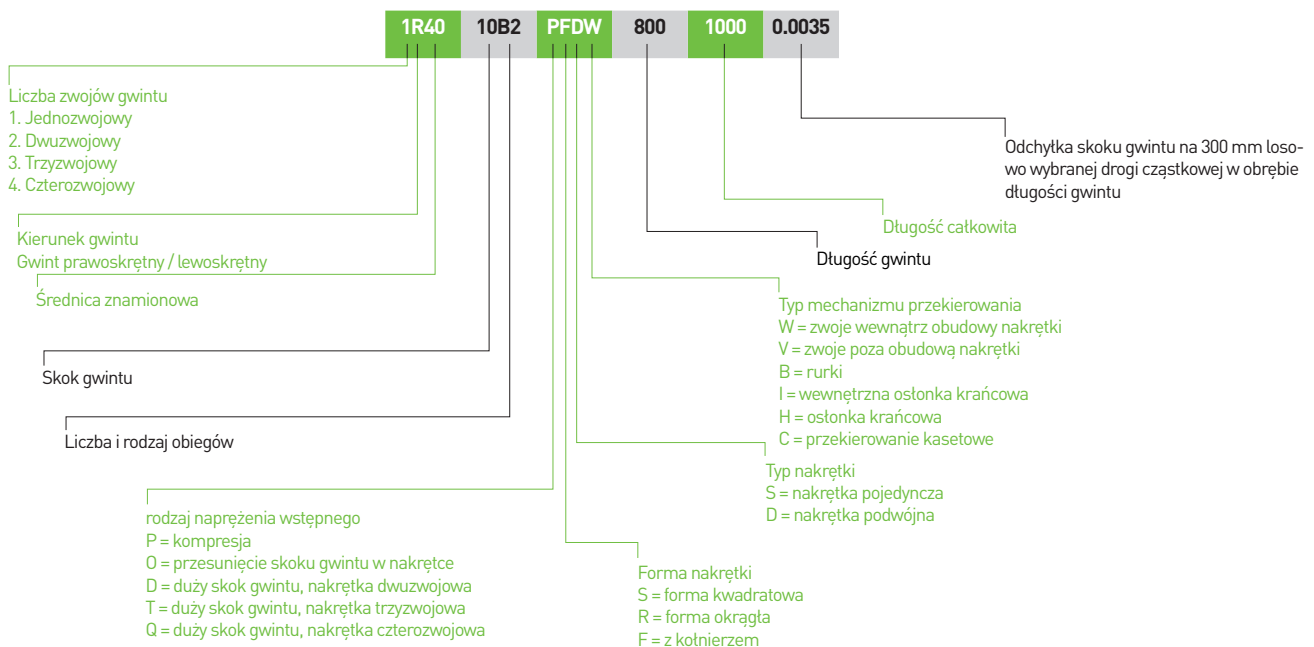 1R40 10B2 PFDW 800 1000 0.0035
Liczba zwojów gwintu
1. Jednozwojowy
2. Dwuzwojowy
3. Trzyzwojowy
4. Czterozwojowy
Kierunek gwintu
Gwint prawoskrętny / lewoskrętny
Średnica znamionowa
Skok gwintu
Liczba i rodzaj obiegów
rodzaj naprężenia wstępnego
P = kompresja
O = przesunięcie skoku gwintu w nakrętce
D = duży skok gwintu, nakrętka dwuzwojowa
T = duży skok gwintu, nakrętka trzyzwojowa
Q = duży skok gwintu, nakrętka czterozwojowa
Forma nakrętki
S = forma kwadratowa
R = forma okrągła
F = z kołnierzem
Typ nakrętki
S = nakrętka pojedyncza
D = nakrętka podwójna
Typ mechanizmu przekierowania
W = zwoje wewnątrz obudowy nakrętki
V = zwoje poza obudową nakrętki
B = rurki
I = wewnętrzna osłonka krańcowa
H = osłonka krańcowa
C = przekierowanie kasetowe
Długość gwintu
Długość całkowita
Odchyłka skoku gwintu na 300 mm loso-
wo wybranej drogi cząstkowej w obrębie
długości gwintu